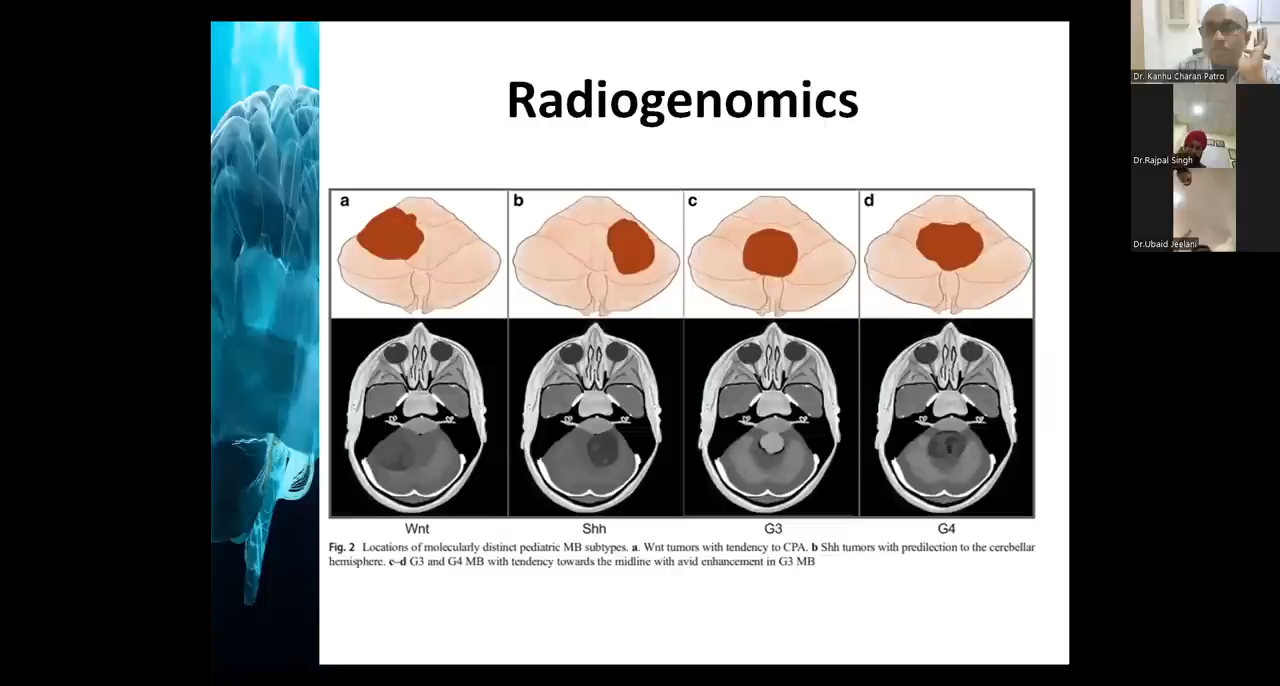 Radiogenomics
a
b
c
d
Wnt
Shh
G3
G4
Fig. 2 Locations of molecularly distinct pediatric MB subtypes. a. Wnt tumors with tendency to CPA. b Shh tumors with predilection to the cerebellar
hemisphere. c–d G3 and G4 MB with tendency towards the midline with avid enhancement in G3 MB
Dr. Kanhu Charan Patro
Dr.Rajpal Singh
Dr.Ubaid Jeelani